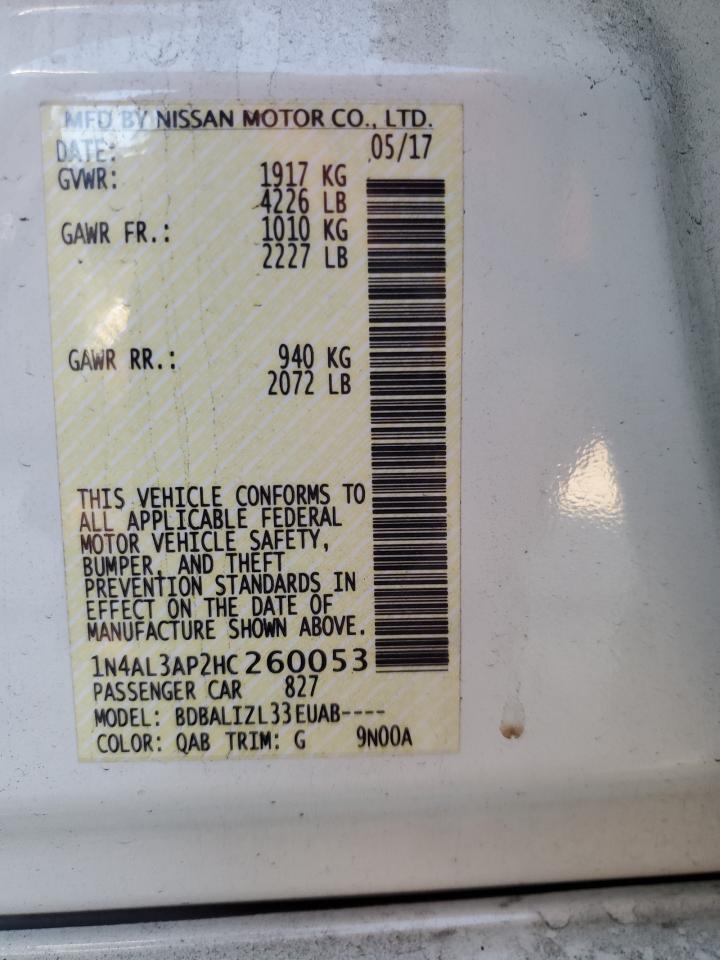 MFD BY NISSAN MOTOR CO., LTD.
DATE: 05/17
GVWR: 1917 KG
4226 LB
GAWR FR.: 1010 KG
2227 LB
GAWR RR.: 940 KG
2072 LB
THIS VEHICLE CONFORMS TO
ALL APPLICABLE FEDERAL
MOTOR VEHICLE SAFETY,
BUMPER, AND THEFT
PREVENTION STANDARDS IN
EFFECT ON THE DATE OF
MANUFACTURE SHOWN ABOVE.
1N4AL3AP2HC260053
PASSENGER CAR 827
MODEL: BDBALIZL33EUAB----
COLOR: QAB TRIM: G 9N00A